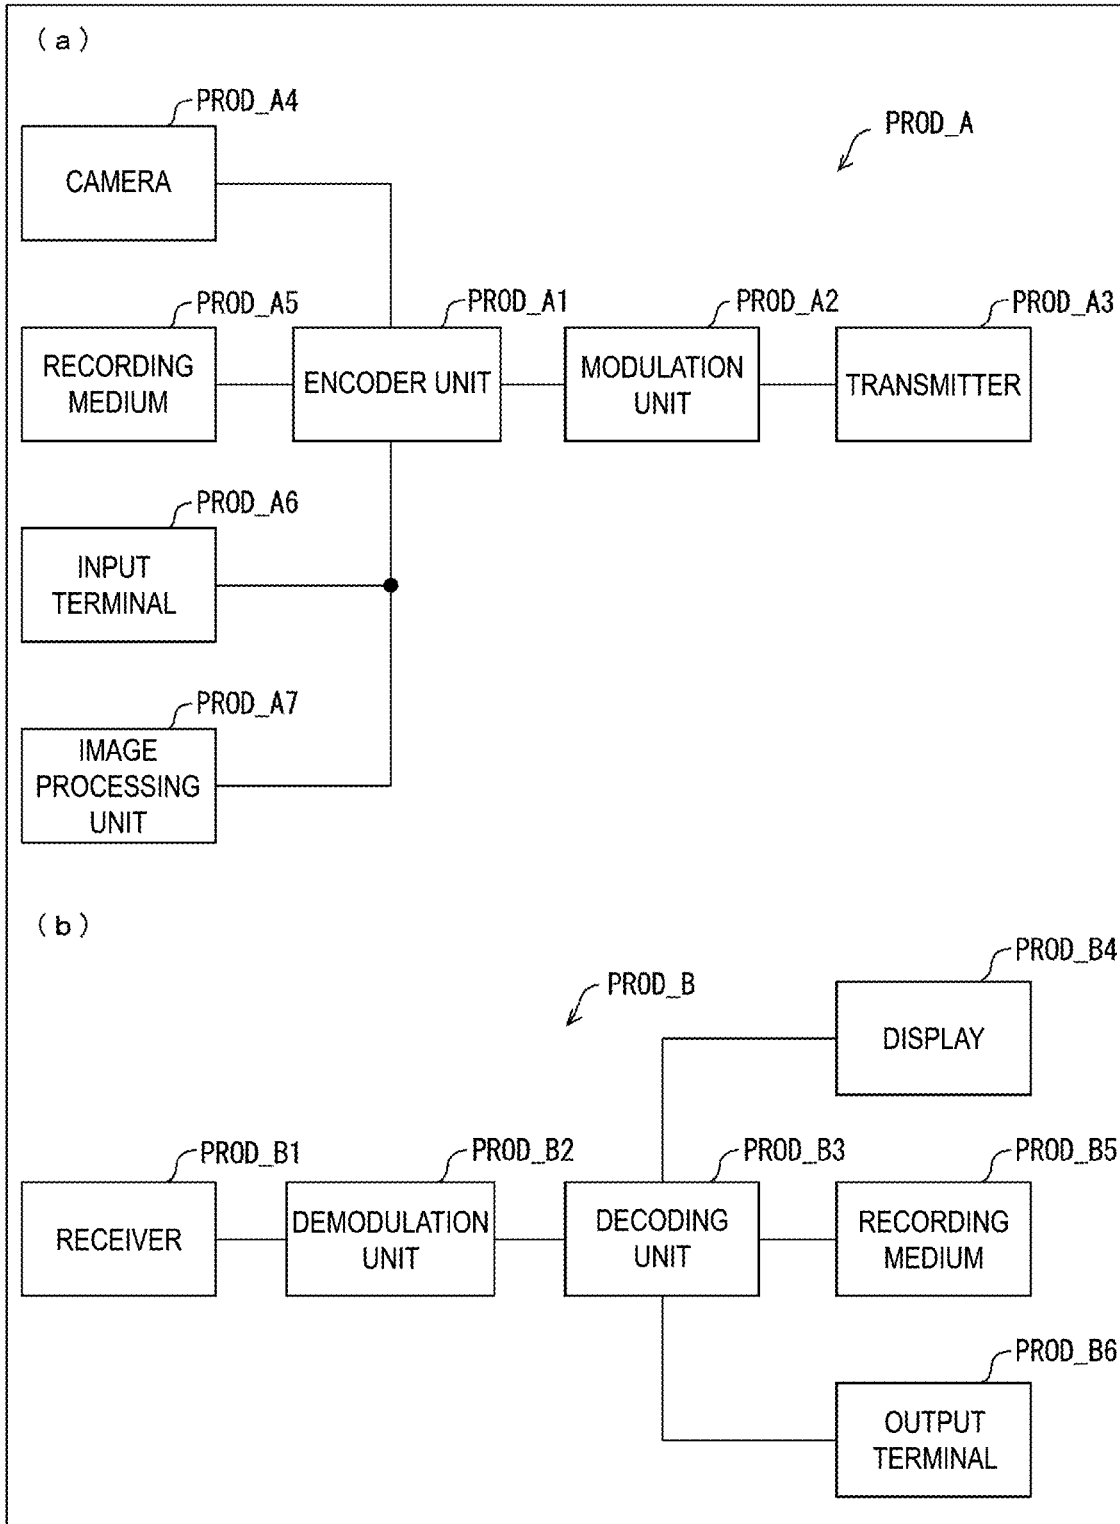 (a)
PROD_A4
CAMERA
PROD_A
PROD_A5
RECORDING
MEDIUM
PROD_A1
ENCODER UNIT
PROD_A2
MODULATION
UNIT
PROD_A3
TRANSMITTER
PROD_A6
INPUT
TERMINAL
PROD_A7
IMAGE
PROCESSING
UNIT
(b)
PROD_B
PROD_B4
DISPLAY
PROD_B1
RECEIVER
PROD_B2
DEMODULATION
UNIT
PROD_B3
DECODING
UNIT
PROD_B5
RECORDING
MEDIUM
PROD_B6
OUTPUT
TERMINAL